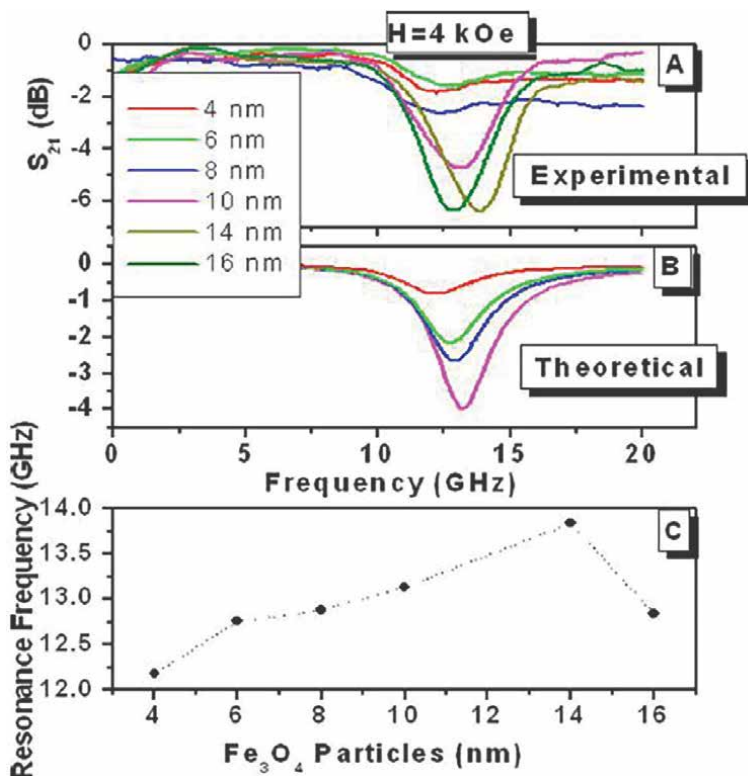 H=4 kOe
A
S₂₁ (dB)
0
-2
-4
-6
4 nm
6 nm
8 nm
10 nm
14 nm
16 nm
Experimental
B
0
-1
-2
-3
-4
Theoretical
0
5
10
15
20
Frequency (GHz)
C
Resonance Frequency (GHz)
14.0
13.5
13.0
12.5
12.0
4
6
8
10
12
14
16
Fe₃O₄ Particles (nm)